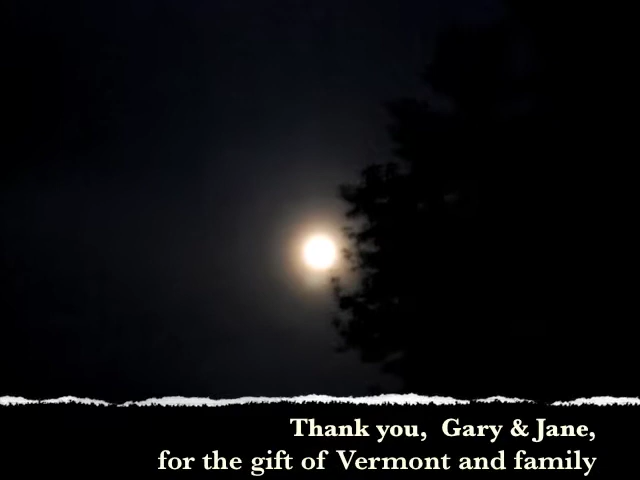 Thank you,  Gary & Jane,
for the gift of Vermont and family